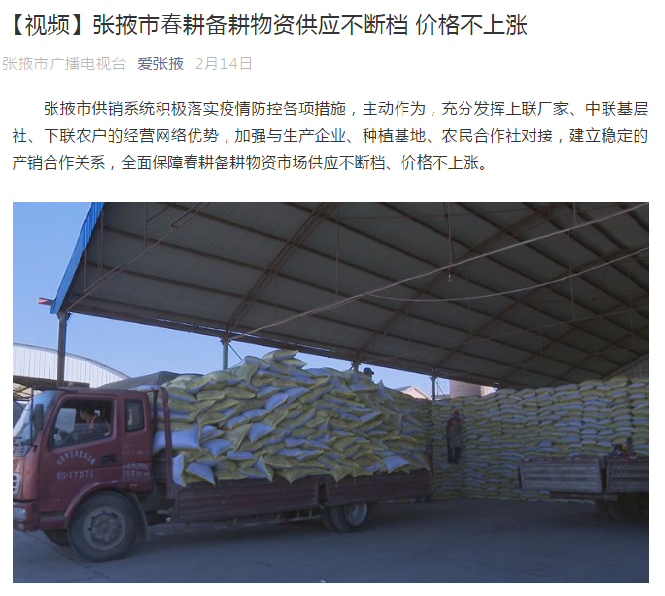 【视频】张掖市春耕备耕物资供应不断档 价格不上涨
张掖市广播电视台 爱张掖 2月14日
张掖市供销系统积极落实疫情防控各项措施，主动作为，充分发挥上联厂家、中联基层
社、下联农户的经营网络优势，加强与生产企业、种植基地、农民合作社对接，建立稳定的
产销合作关系，全面保障春耕备耕物资市场供应不断档、价格不上涨。